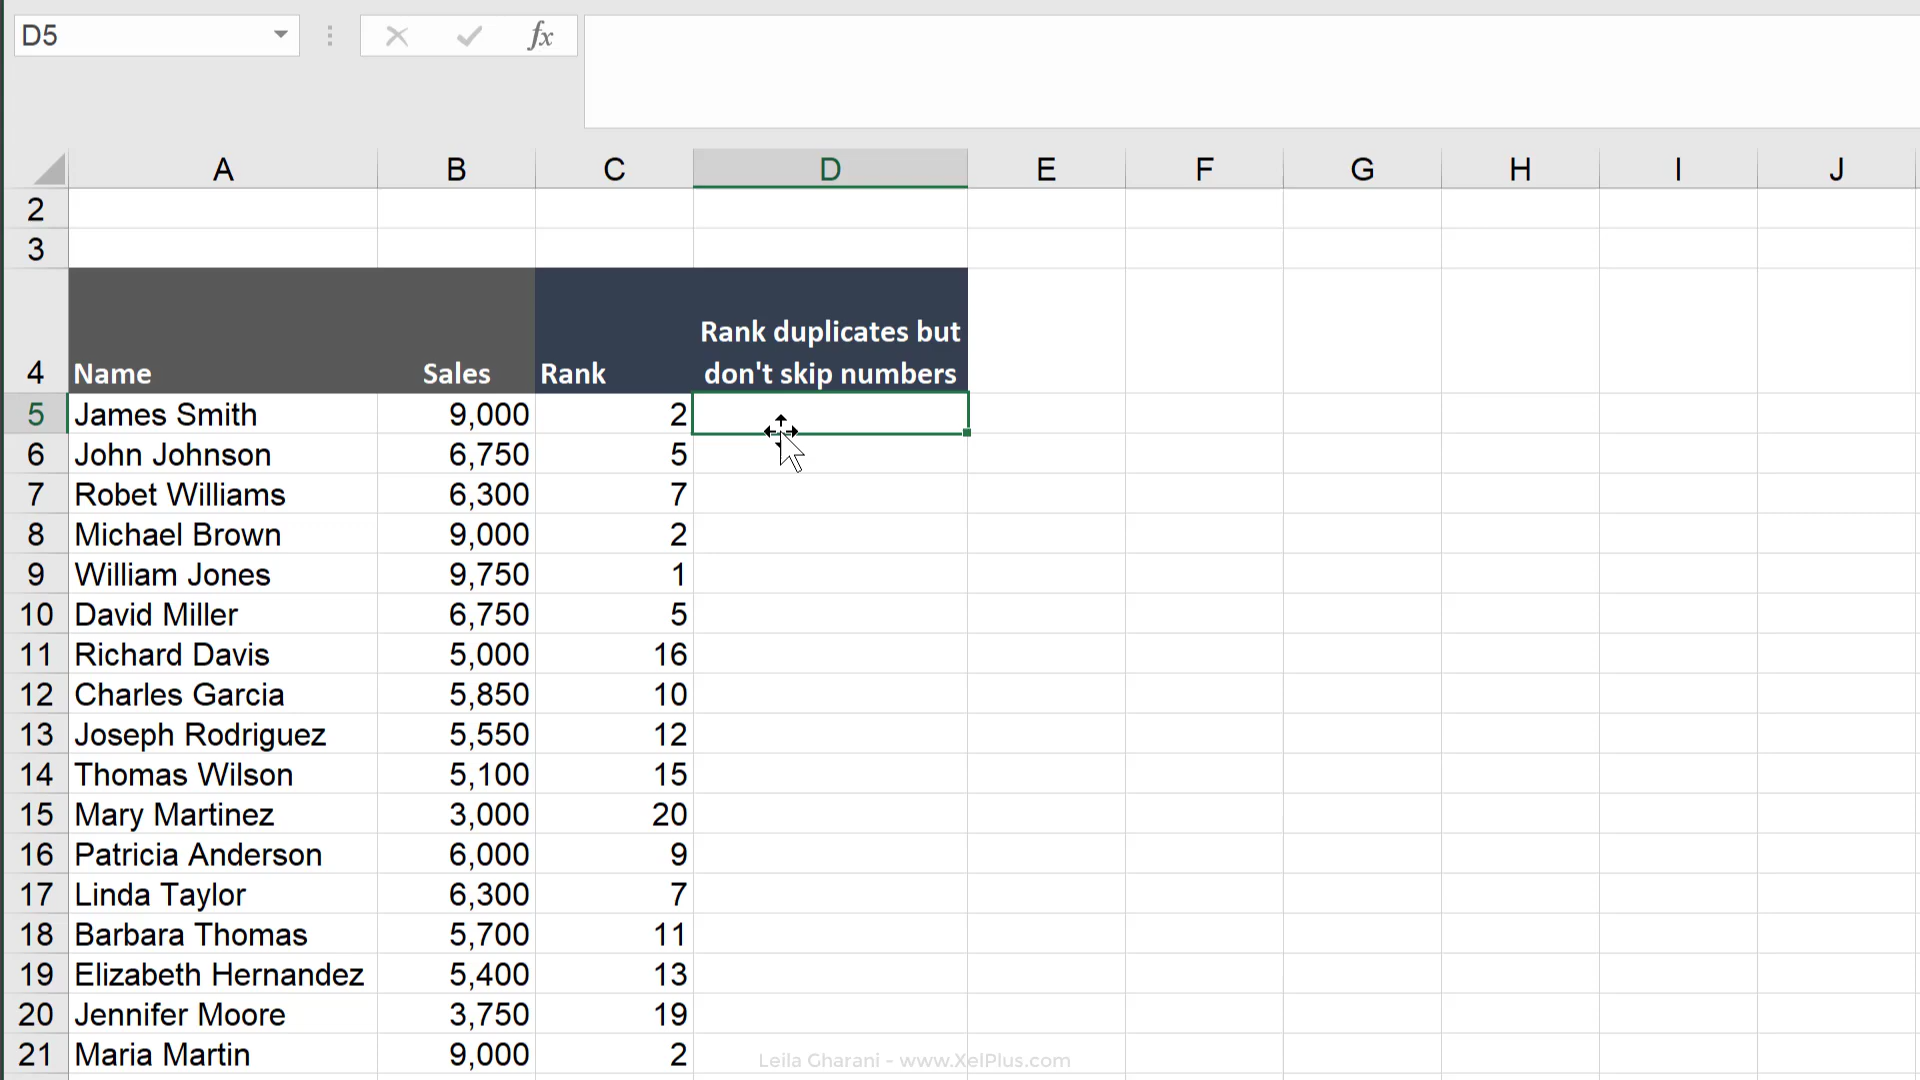 D5
fx
A B C D E F G H I J
2
3
Rank duplicates but
4 Name Sales Rank don't skip numbers
5 James Smith 9,000 2
6 John Johnson 6,750 5
7 Robet Williams 6,300 7
8 Michael Brown 9,000 2
9 William Jones 9,750 1
10 David Miller 6,750 5
11 Richard Davis 5,000 16
12 Charles Garcia 5,850 10
13 Joseph Rodriguez 5,550 12
14 Thomas Wilson 5,100 15
15 Mary Martinez 3,000 20
16 Patricia Anderson 6,000 9
17 Linda Taylor 6,300 7
18 Barbara Thomas 5,700 11
19 Elizabeth Hernandez 5,400 13
20 Jennifer Moore 3,750 19
21 Maria Martin 9,000 2
Leila Gharani - www.XelPlus.com